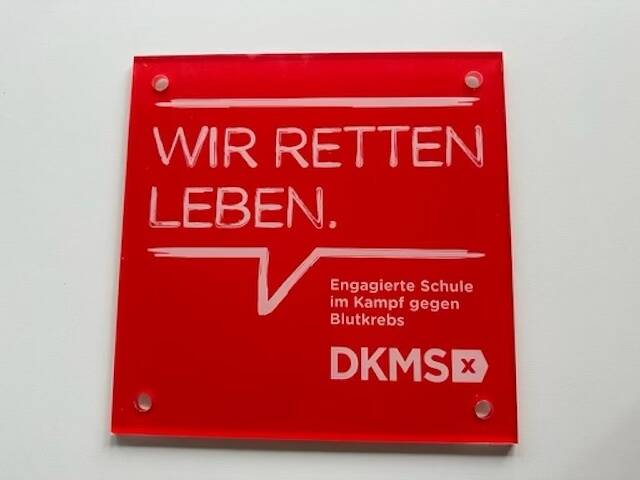 WIR RETTEN
LEBEN.
Engagierte Schule
im Kampf gegen
Blutkrebs
DKMS x